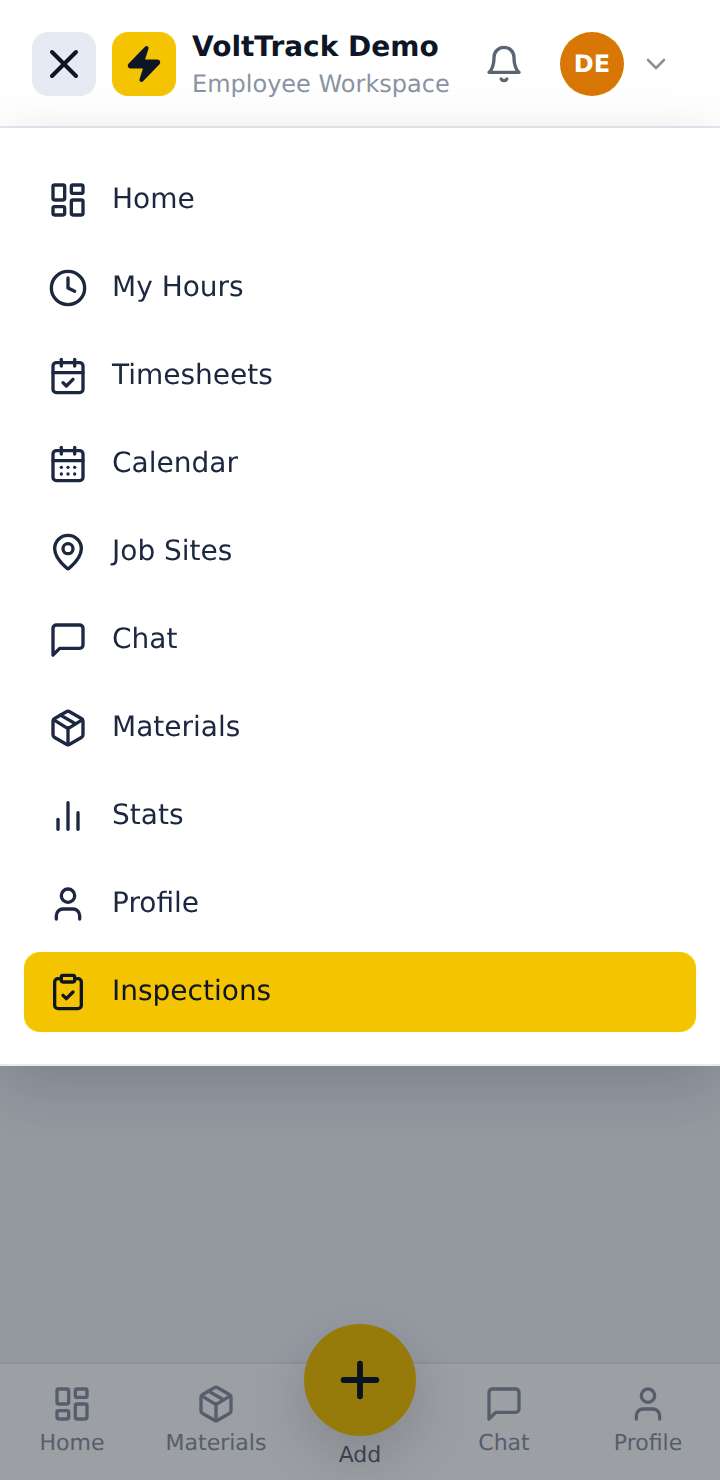 VoltTrack Demo
Employee Workspace
DE
Home
My Hours
Timesheets
Calendar
Job Sites
Chat
Materials
Stats
Profile
Inspections
Home
Materials
Add
Chat
Profile